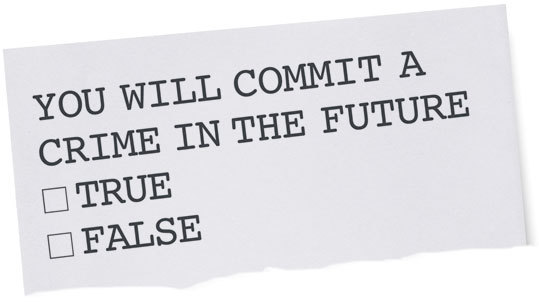 YOU WILL COMMIT A
CRIME IN THE FUTURE
☐ TRUE
☐ FALSE